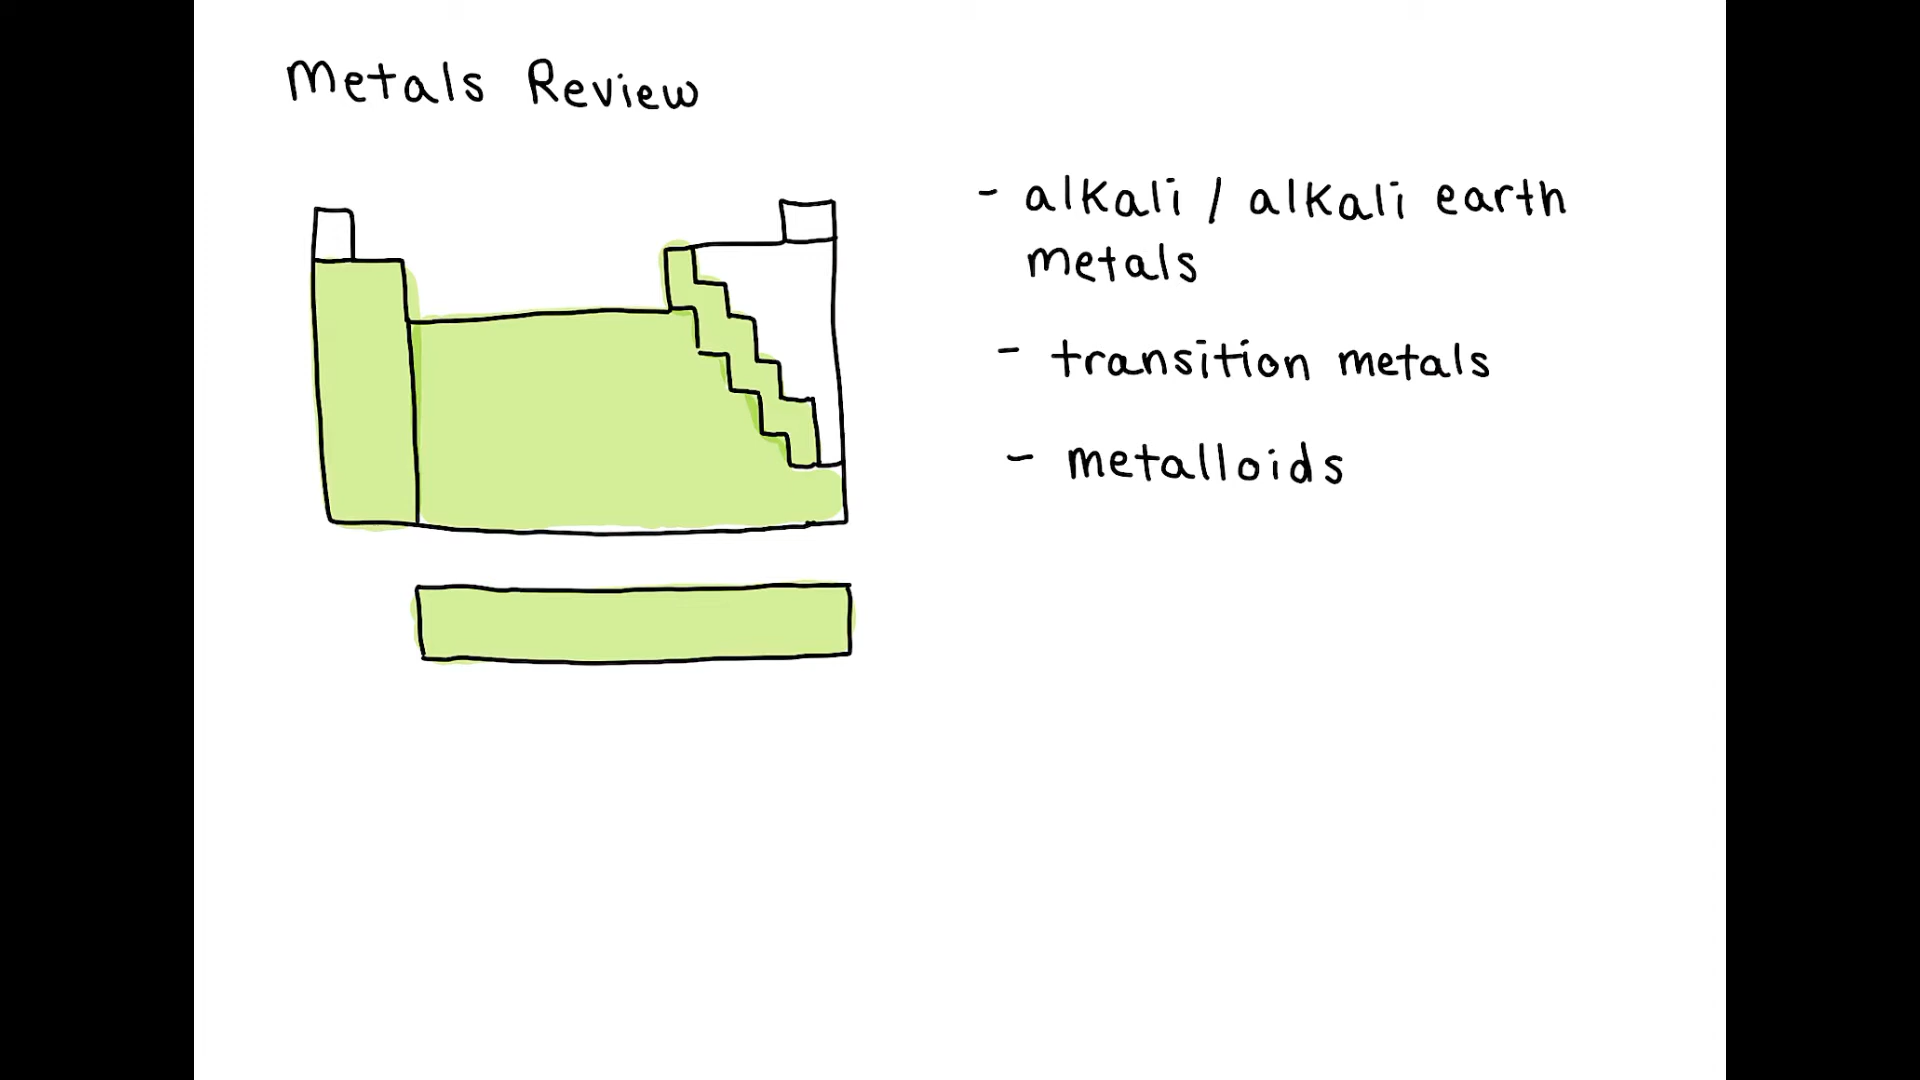 Metals Review
- alkali / alkali earth
metals
- transition metals
- metalloids